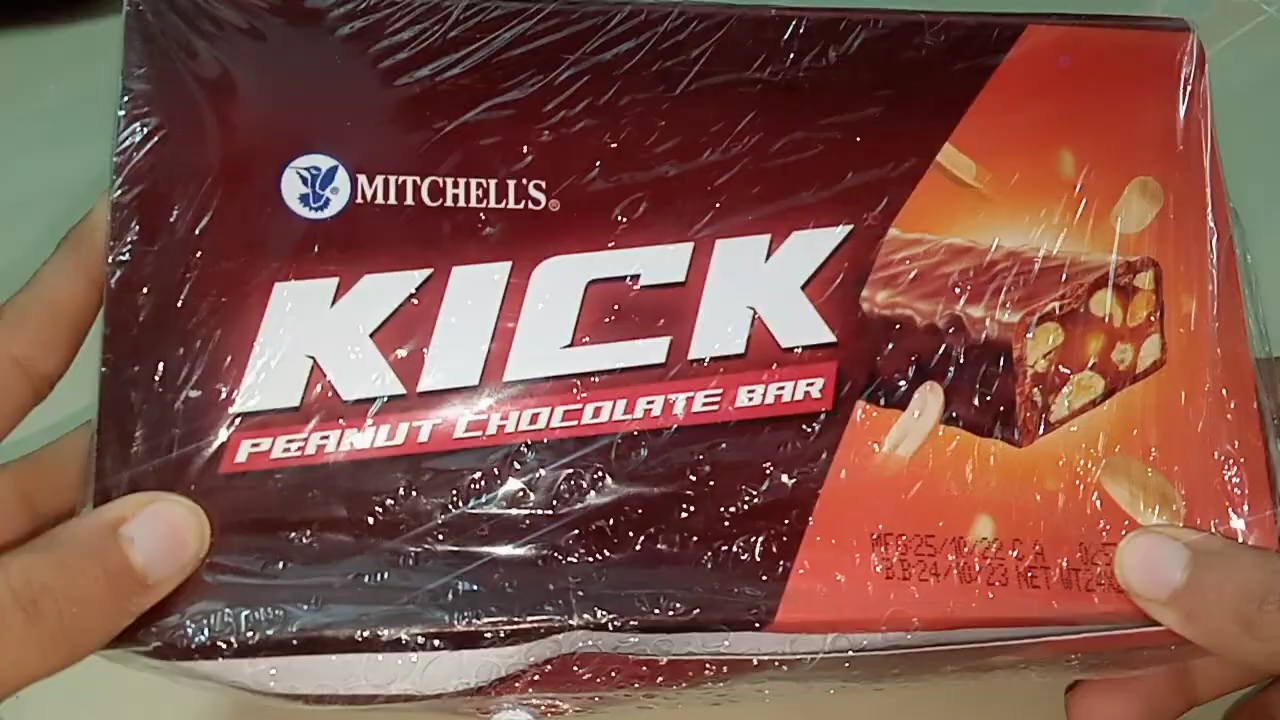 MITCHELL'S
KICK
PEANUT CHOCOLATE BAR
MFG:25/10/22 C.A
B.B:24/10/23 NET WT